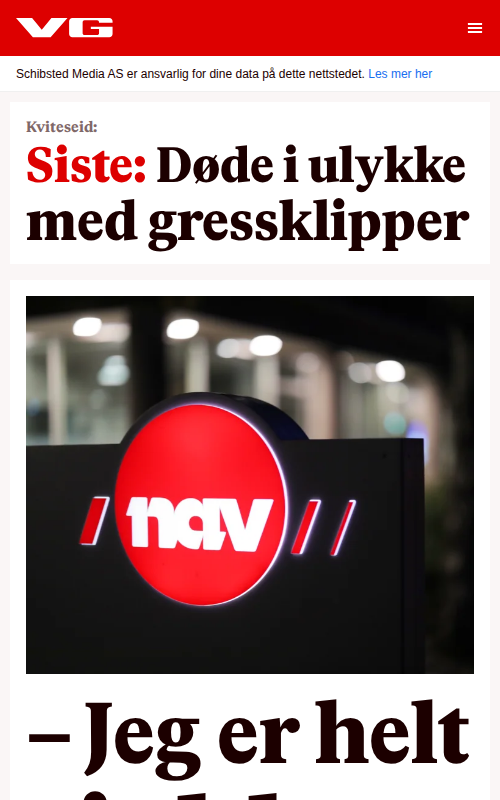 VG
Schibsted Media AS er ansvarlig for dine data på dette nettstedet. Les mer her
Kviteseid:
Siste: Døde i ulykke
med gressklipper
nav
– Jeg er helt